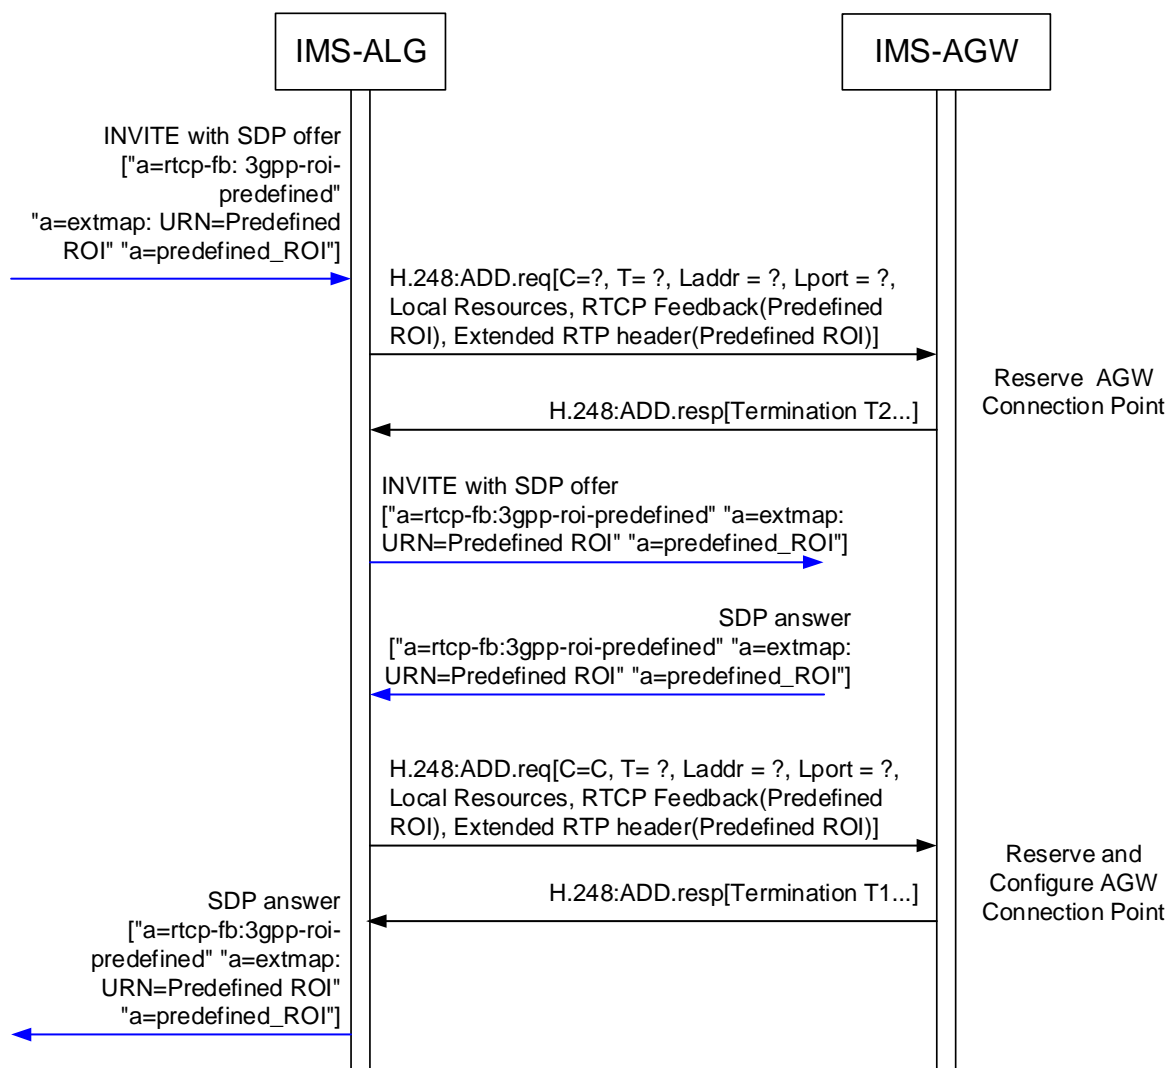 IMS-ALG
IMS-AGW
INVITE with SDP offer
["a=rtcp-fb: 3gpp-roi-
predefined"
"a=extmap: URN=Predefined
ROI" "a=predefined_ROI"]
H.248:ADD.req[C=?, T= ?, Laddr = ?, Lport = ?,
Local Resources, RTCP Feedback(Predefined
ROI), Extended RTP header(Predefined ROI)]
Reserve  AGW
Connection Point
H.248:ADD.resp[Termination T2...]
INVITE with SDP offer
["a=rtcp-fb:3gpp-roi-predefined" "a=extmap:
URN=Predefined ROI" "a=predefined_ROI"]
SDP answer
["a=rtcp-fb:3gpp-roi-predefined" "a=extmap:
URN=Predefined ROI" "a=predefined_ROI"]
H.248:ADD.req[C=C, T= ?, Laddr = ?, Lport = ?,
Local Resources, RTCP Feedback(Predefined
ROI), Extended RTP header(Predefined ROI)]
Reserve and
Configure AGW
Connection Point
H.248:ADD.resp[Termination T1...]
SDP answer
["a=rtcp-fb:3gpp-roi-
predefined" "a=extmap:
URN=Predefined ROI"
"a=predefined_ROI"]